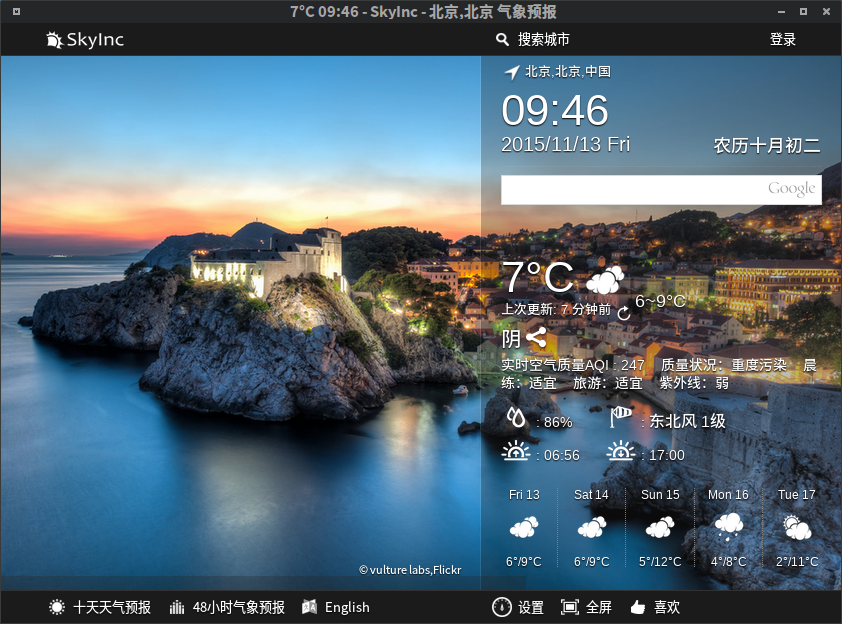 7°C 09:46 - SkyInc - 北京,北京 气象预报
SkyInc 搜索城市 登录
北京,北京,中国
09:46
2015/11/13 Fri 农历十月初二
Google
7°C
6~9°C
上次更新: 7 分钟前
阴
实时空气质量AQI : 247 质量状况：重度污染 晨
练：适宜 旅游：适宜 紫外线：弱
: 86% : 东北风 1级
: 06:56 : 17:00
Fri 13 Sat 14 Sun 15 Mon 16 Tue 17
6°/9°C 6°/9°C 5°/12°C 4°/8°C 2°/11°C
© vulture labs,Flickr
十天天气预报 48小时气象预报 English 设置 全屏 喜欢